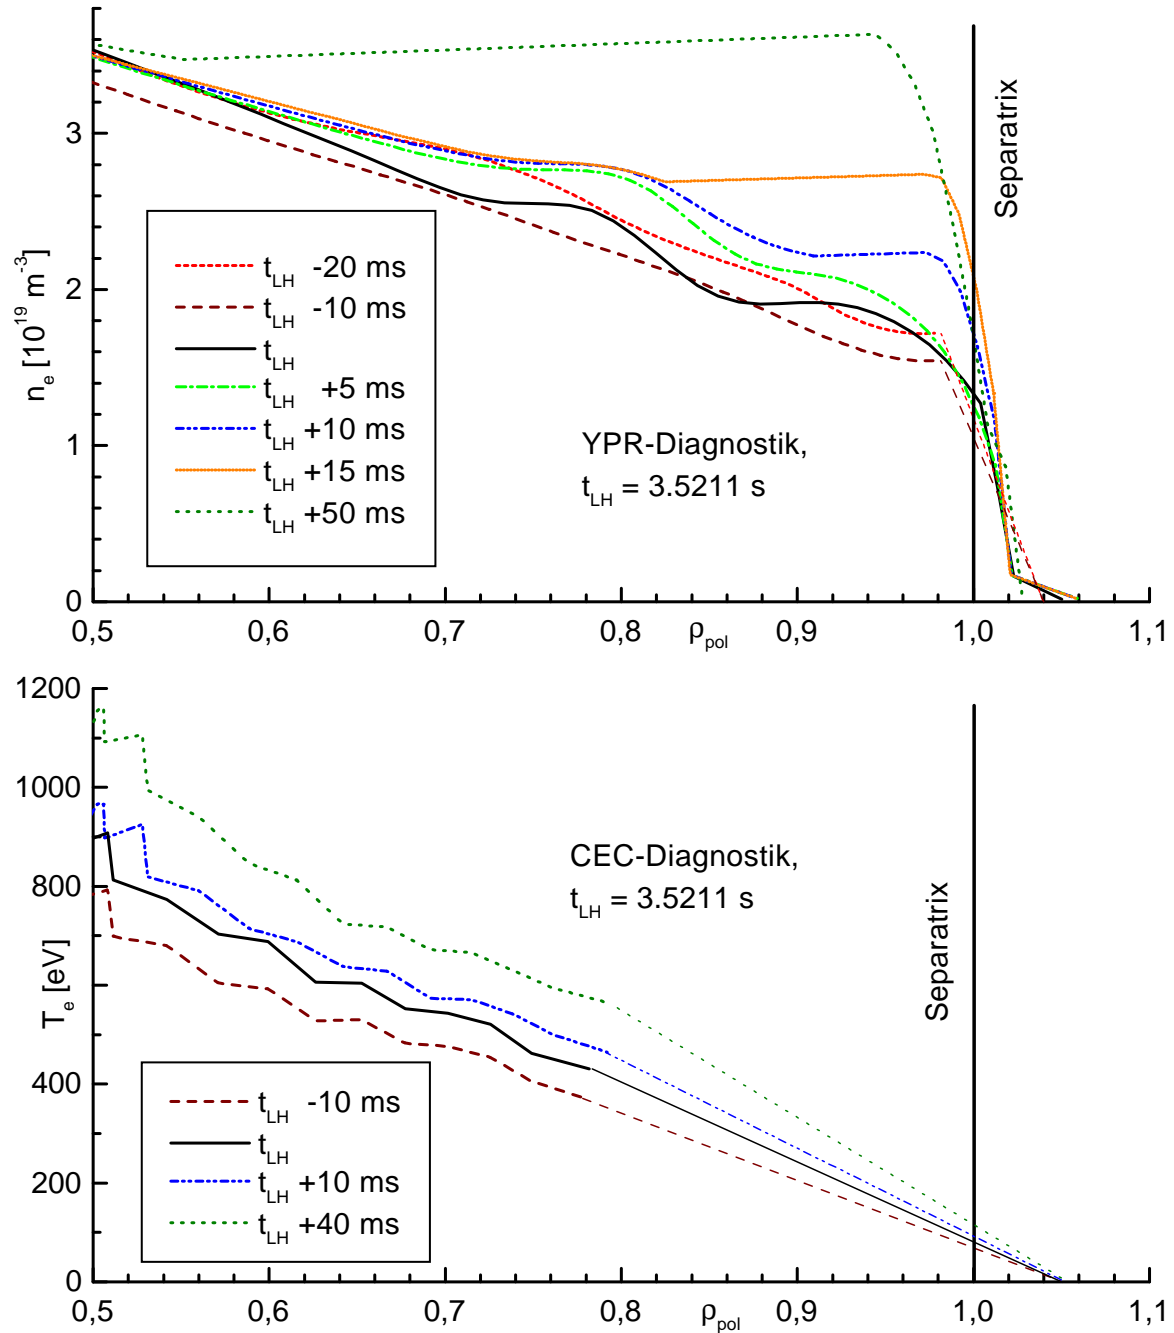 3
2
1
0
n_e [10^19 m^-3]
Separatrix
t_LH -20 ms
t_LH -10 ms
t_LH
t_LH +5 ms
t_LH +10 ms
t_LH +15 ms
t_LH +50 ms
YPR-Diagnostik,
t_LH = 3.5211 s
0,5 0,6 0,7 0,8 0,9 1,0 1,1
ρ_pol
1200
1000
800
600
400
200
0
T_e [eV]
CEC-Diagnostik,
t_LH = 3.5211 s
Separatrix
t_LH -10 ms
t_LH
t_LH +10 ms
t_LH +40 ms
0,5 0,6 0,7 0,8 0,9 1,0 1,1
ρ_pol